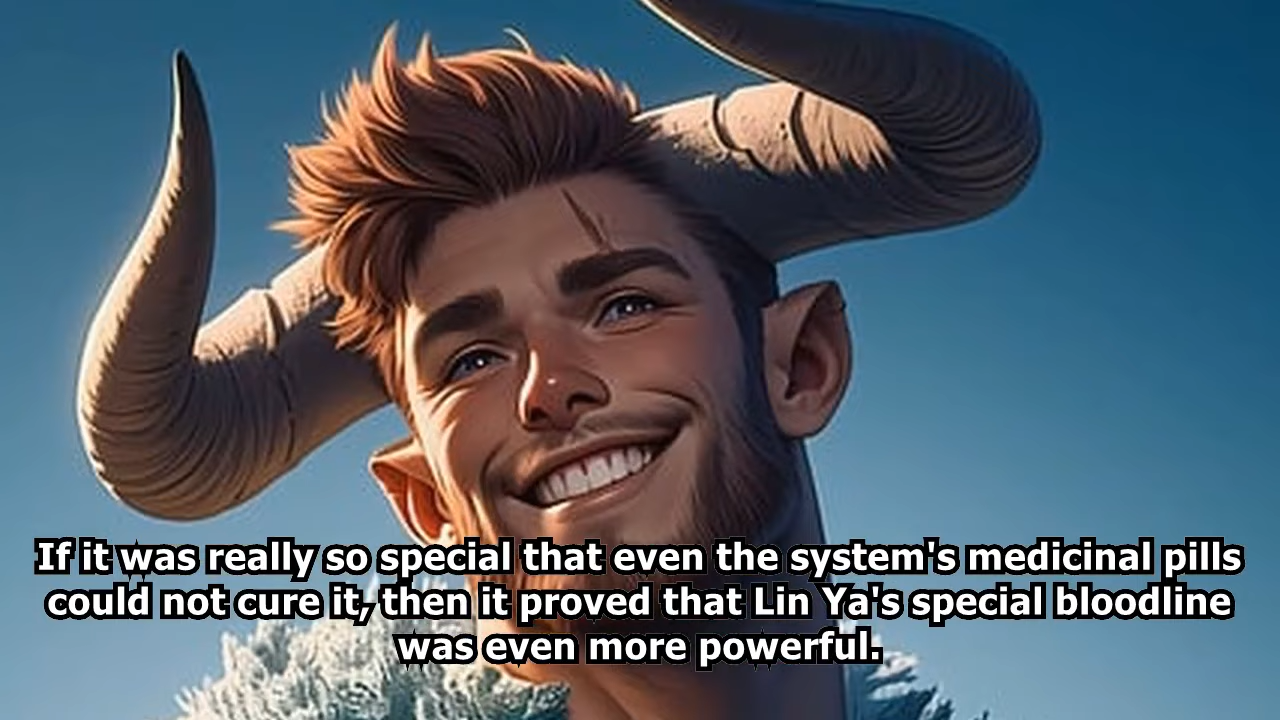 If it was really so special that even the system's medicinal pills
could not cure it, then it proved that Lin Ya's special bloodline
was even more powerful.